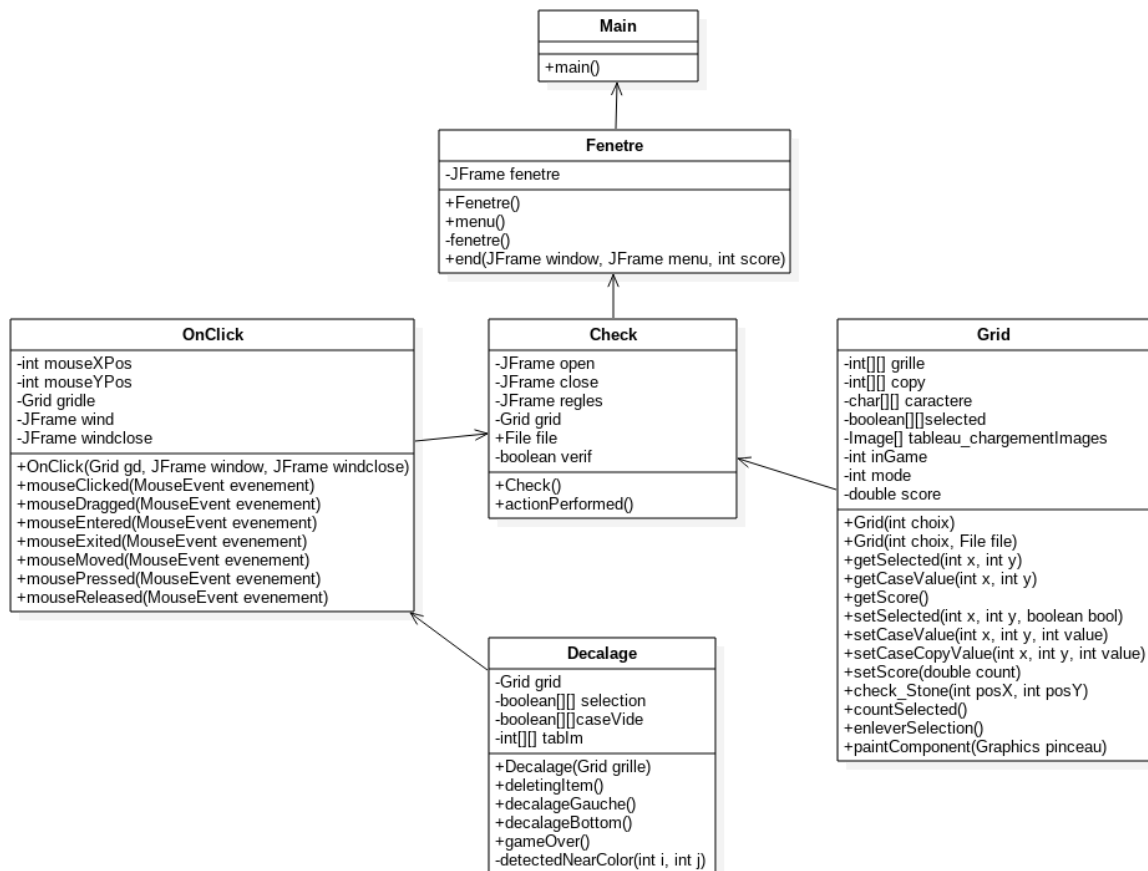 Main
+main()
Fenetre
-JFrame fenetre
+Fenetre()
+menu()
-fenetre()
+end(JFrame window, JFrame menu, int score)
OnClick
-int mouseXPos
-int mouseYPos
-Grid gridle
-JFrame wind
-JFrame windclose
+OnClick(Grid gd, JFrame window, JFrame windclose)
+mouseClicked(MouseEvent evenement)
+mouseDragged(MouseEvent evenement)
+mouseEntered(MouseEvent evenement)
+mouseExited(MouseEvent evenement)
+mouseMoved(MouseEvent evenement)
+mousePressed(MouseEvent evenement)
+mouseReleased(MouseEvent evenement)
Check
-JFrame open
-JFrame close
-JFrame regles
-Grid grid
+File file
-boolean verif
+Check()
+actionPerformed()
Grid
-int[][] grille
-int[][] copy
-char[][] caractere
-boolean[][]selected
-Image[] tableau_chargementImages
-int inGame
-int mode
-double score
+Grid(int choix)
+Grid(int choix, File file)
+getSelected(int x, int y)
+getCaseValue(int x, int y)
+getScore()
+setSelected(int x, int y, boolean bool)
+setCaseValue(int x, int y, int value)
+setCaseCopyValue(int x, int y, int value)
+setScore(double count)
+check_Stone(int posX, int posY)
+countSelected()
+enleverSelection()
+paintComponent(Graphics pinceau)
Decalage
-Grid grid
-boolean[][] selection
-boolean[][]caseVide
-int[][] tabIm
+Decalage(Grid grille)
+deletingItem()
+decalageGauche()
+decalageBottom()
+gameOver()
-detectedNearColor(int i, int j)